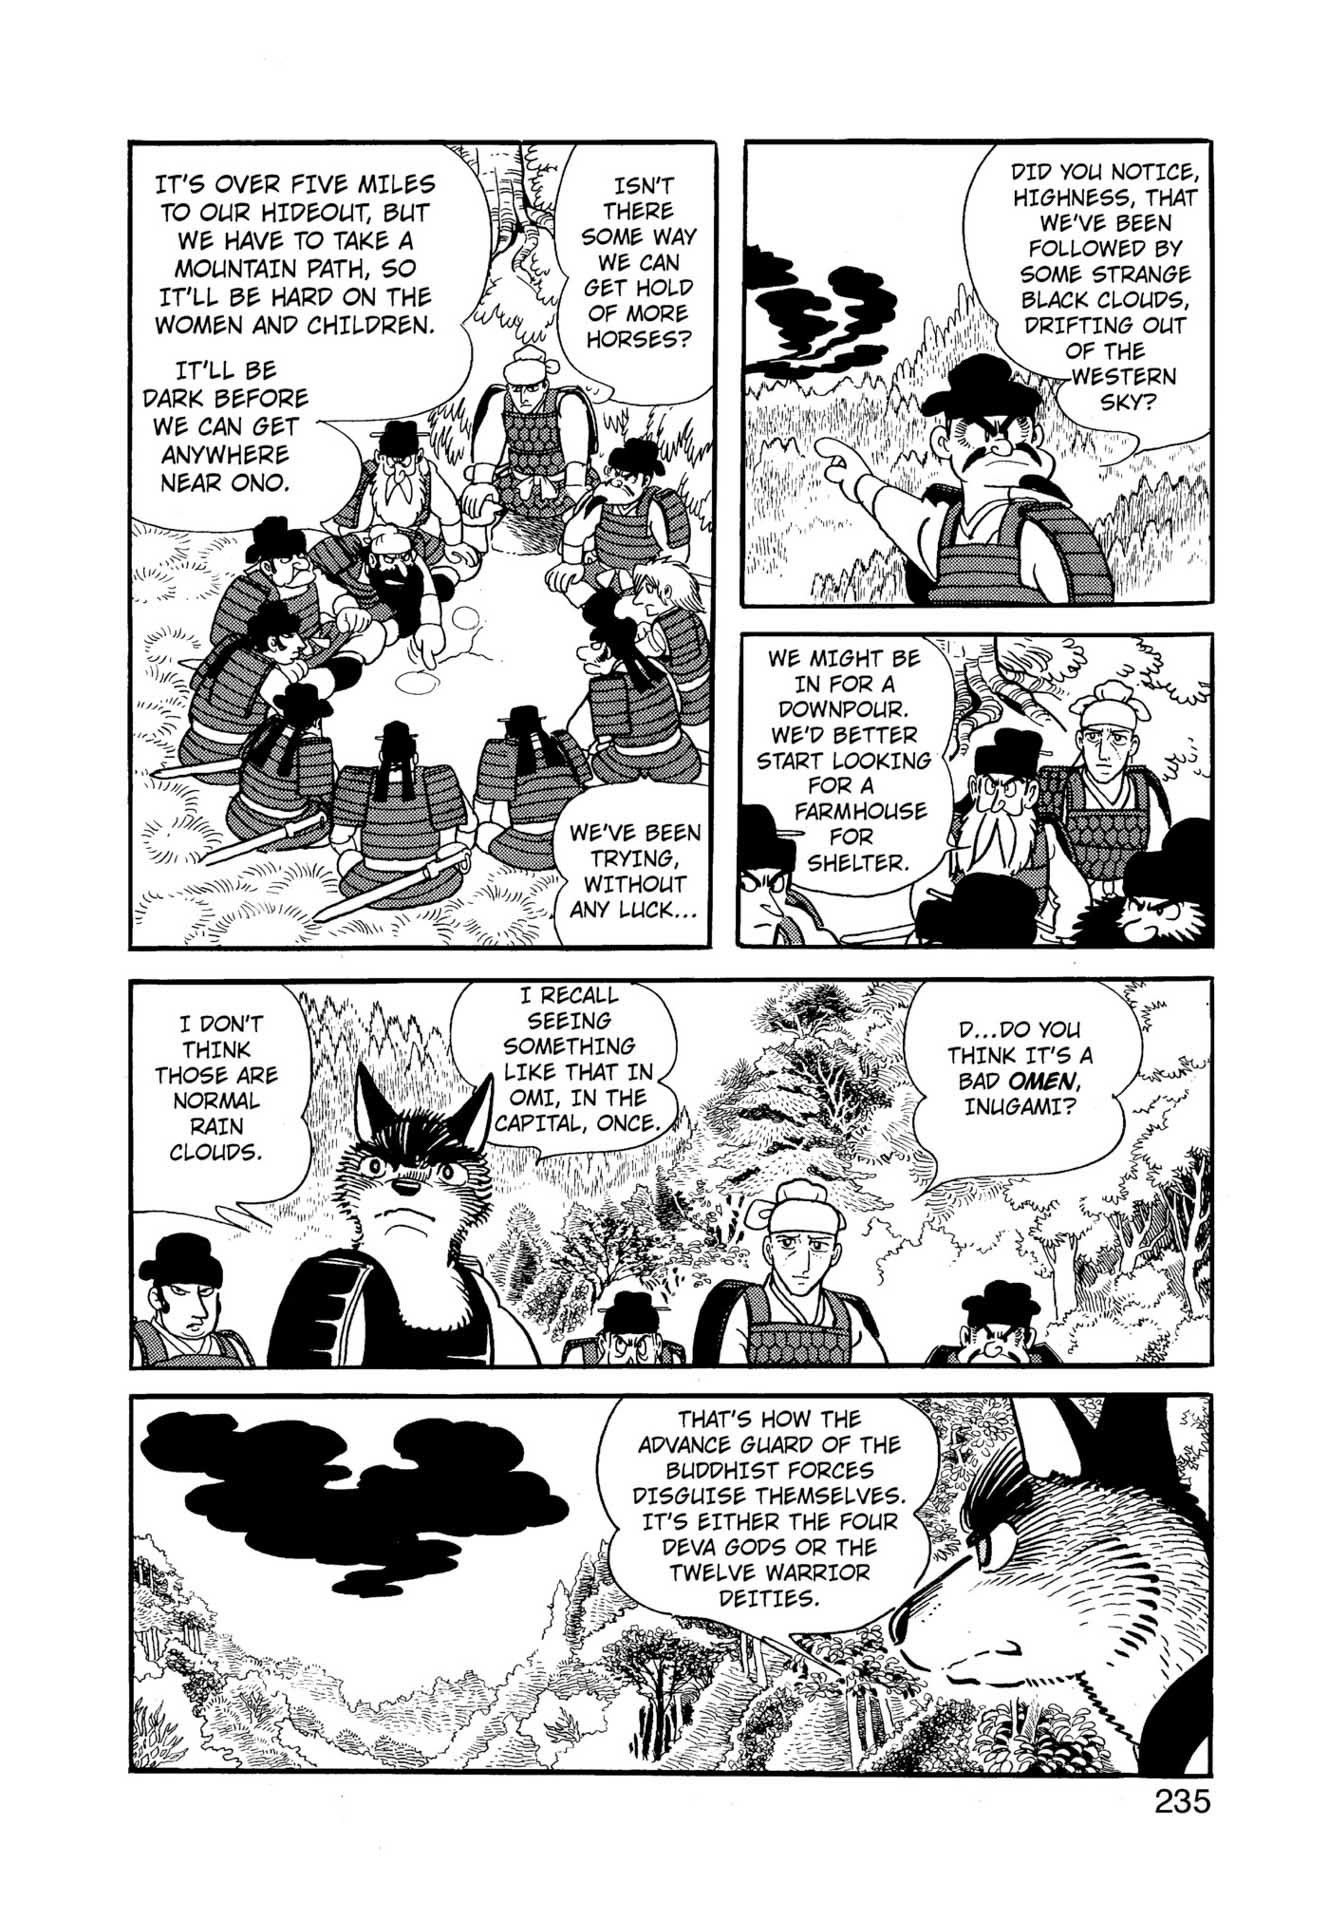 IT'S OVER FIVE MILES
TO OUR HIDEOUT, BUT
WE HAVE TO TAKE A
MOUNTAIN PATH, SO
IT'LL BE HARD ON THE
WOMEN AND CHILDREN.
IT'LL BE
DARK BEFORE
WE CAN GET
ANYWHERE
NEAR ONO.
ISN'T
THERE
SOME WAY
WE CAN
GET HOLD
OF MORE
HORSES?
WE'VE BEEN
TRYING,
WITHOUT
ANY LUCK...
DID YOU NOTICE,
HIGHNESS, THAT
WE'VE BEEN
FOLLOWED BY
SOME STRANGE
BLACK CLOUDS,
DRIFTING OUT
OF THE
WESTERN
SKY?
WE MIGHT BE
IN FOR A
DOWNPOUR.
WE'D BETTER
START LOOKING
FOR A
FARMHOUSE
FOR
SHELTER.
I DON'T
THINK
THOSE ARE
NORMAL
RAIN
CLOUDS.
I RECALL
SEEING
SOMETHING
LIKE THAT IN
OMI, IN THE
CAPITAL, ONCE.
D...DO YOU
THINK IT'S A
BAD OMEN,
INUGAMI?
THAT'S HOW THE
ADVANCE GUARD OF THE
BUDDHIST FORCES
DISGUISE THEMSELVES.
IT'S EITHER THE FOUR
DEVA GODS OR THE
TWELVE WARRIOR
DEITIES.
235